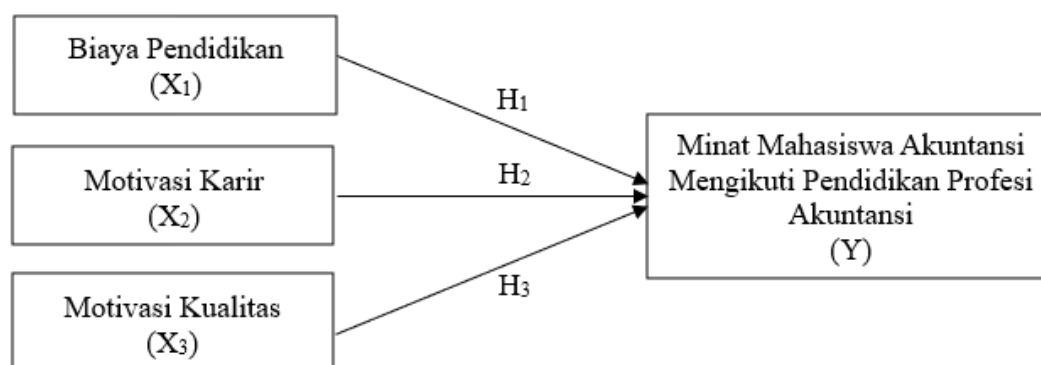 Biaya Pendidikan
(X₁)
H₁
Motivasi Karir
(X₂)
H₂
Minat Mahasiswa Akuntansi
Mengikuti Pendidikan Profesi
Akuntansi
(Y)
Motivasi Kualitas
(X₃)
H₃